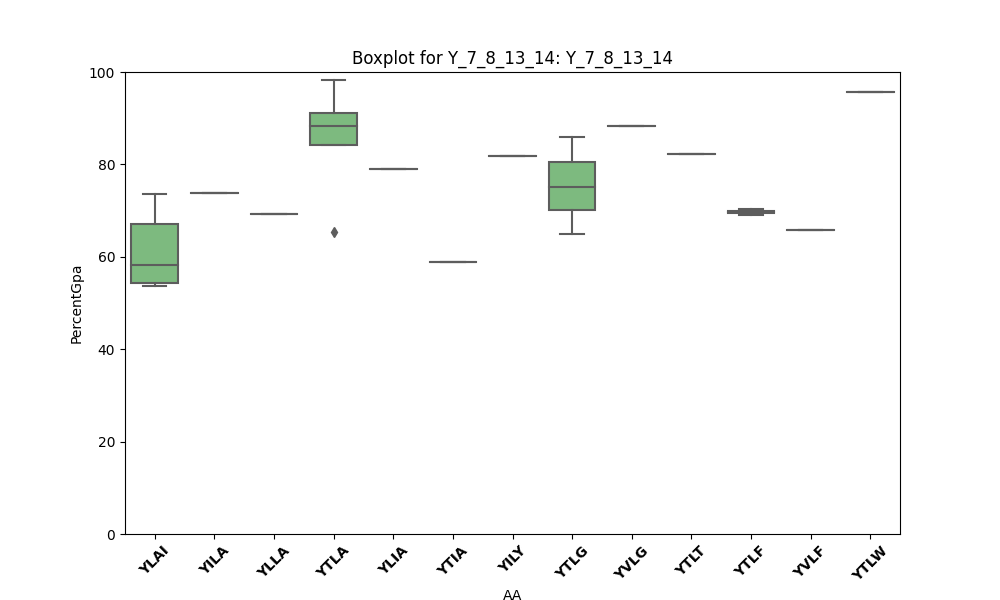 Boxplot for Y_7_8_13_14: Y_7_8_13_14
100
80
60
40
20
0
PercentGpa
YLAI
YILA
YLLA
YTLA
YLIA
YTIA
YILY
YTLG
YVLG
YTLT
YTLF
YVLF
YTLW
AA